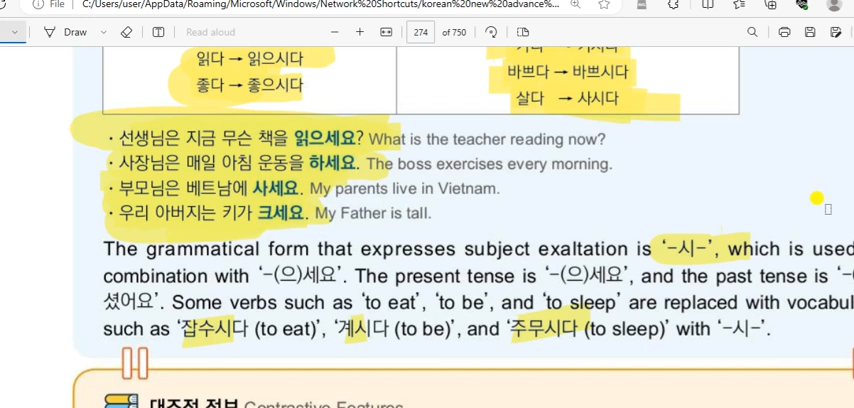 File
C:/Users/user/AppData/Roaming/Microsoft/Windows/Network%20Shortcuts/korean%20new%20advance%...
Draw
Read aloud
274 of 750
읽다 → 읽으시다
좋다 → 좋으시다
바쁘다 → 바쁘시다
살다 → 사시다
· 선생님은 지금 무슨 책을 읽으세요? What is the teacher reading now?
· 사장님은 매일 아침 운동을 하세요. The boss exercises every morning.
· 부모님은 베트남에 사세요. My parents live in Vietnam.
· 우리 아버지는 키가 크세요. My Father is tall.
The grammatical form that expresses subject exaltation is ‘-시-’, which is used
combination with ‘-(으)세요’. The present tense is ‘-(으)세요’, and the past tense is ‘-(
셨어요’. Some verbs such as ‘to eat’, ‘to be’, and ‘to sleep’ are replaced with vocabul
such as ‘잡수시다 (to eat)’, ‘계시다 (to be)’, and ‘주무시다 (to sleep)’ with ‘-시-’.
대조적 정보 Contrastive Features